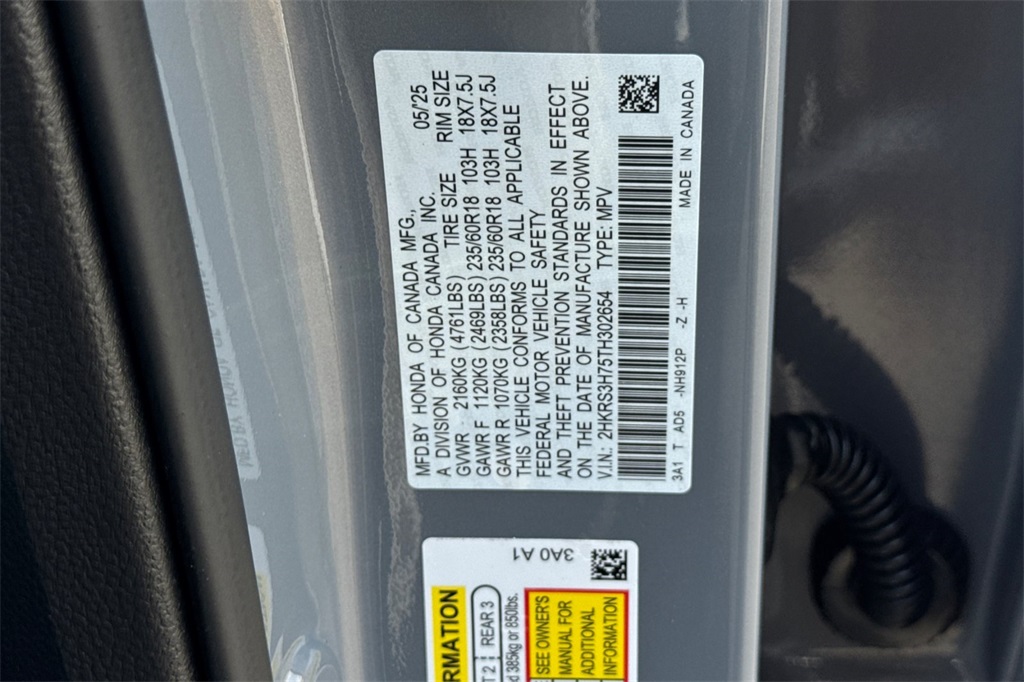 MFD.BY HONDA OF CANADA MFG., 05/'25
A DIVISION OF HONDA CANADA INC.
TIRE SIZE RIM SIZE
GVWR 2160KG (4761LBS)
GAWR F 1120KG (2469LBS) 235/60R18 103H 18X7.5J
GAWR R 1070KG (2358LBS) 235/60R18 103H 18X7.5J
THIS VEHICLE CONFORMS TO ALL APPLICABLE
FEDERAL MOTOR VEHICLE SAFETY
AND THEFT PREVENTION STANDARDS IN EFFECT
ON THE DATE OF MANUFACTURE SHOWN ABOVE.
V.I.N.: 2HKRS3H75TH302654 TYPE: MPV
3A1 T AD5 -NH912P -Z -H MADE IN CANADA
3A0 A1
RMATION
T 2 REAR 3
d 385kg or 850lbs.
SEE OWNER'S
MANUAL FOR
ADDITIONAL
INFORMATION